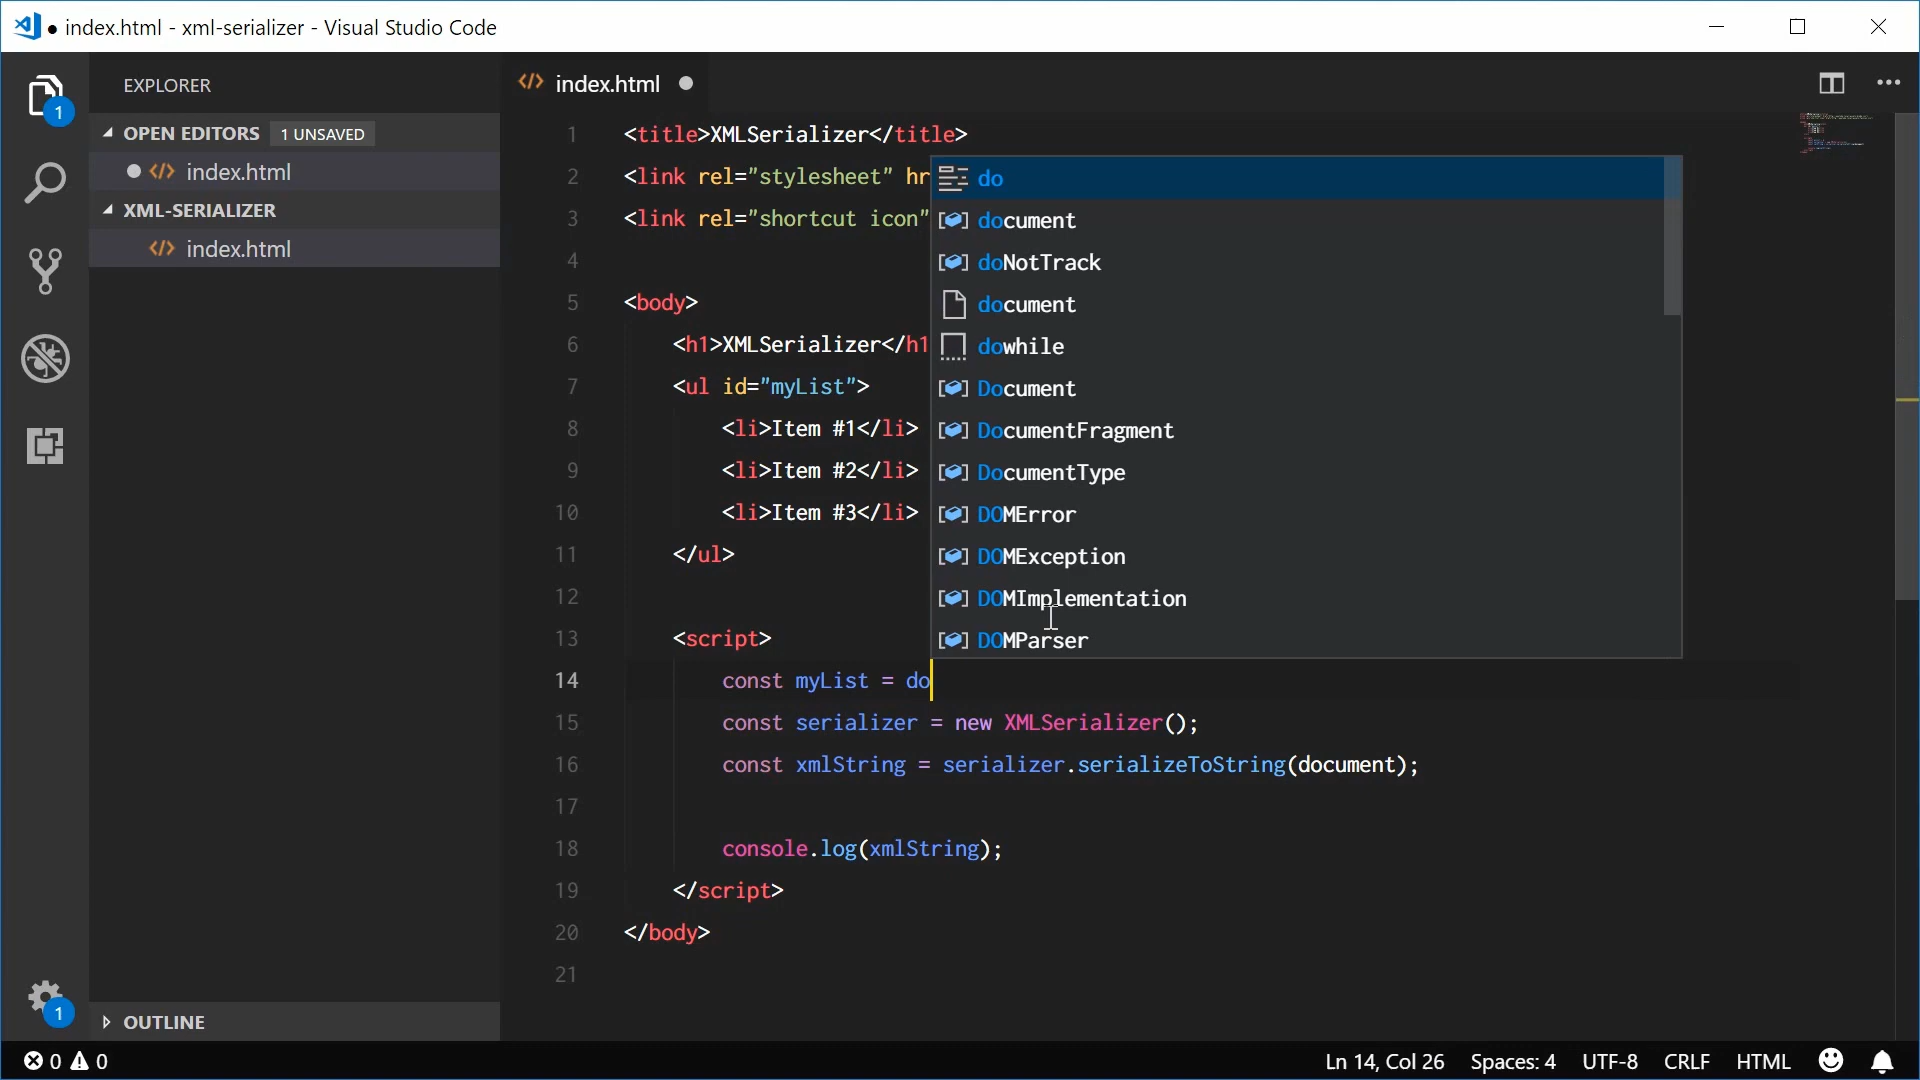 ● index.html - xml-serializer - Visual Studio Code
EXPLORER
OPEN EDITORS 1 UNSAVED
index.html
XML-SERIALIZER
index.html
OUTLINE
1
1
index.html
1 <title>XMLSerializer</title>
2 <link rel="stylesheet" hr
3 <link rel="shortcut icon"
4
5 <body>
6 <h1>XMLSerializer</h1
7 <ul id="myList">
8 <li>Item #1</li>
9 <li>Item #2</li>
10 <li>Item #3</li>
11 </ul>
12
13 <script>
14 const myList = do
15 const serializer = new XMLSerializer();
16 const xmlString = serializer.serializeToString(document);
17
18 console.log(xmlString);
19 </script>
20 </body>
21
do
document
doNotTrack
document
dowhile
Document
DocumentFragment
DocumentType
DOMError
DOMException
DOMImplementation
DOMParser
0 0 Ln 14, Col 26 Spaces: 4 UTF-8 CRLF HTML